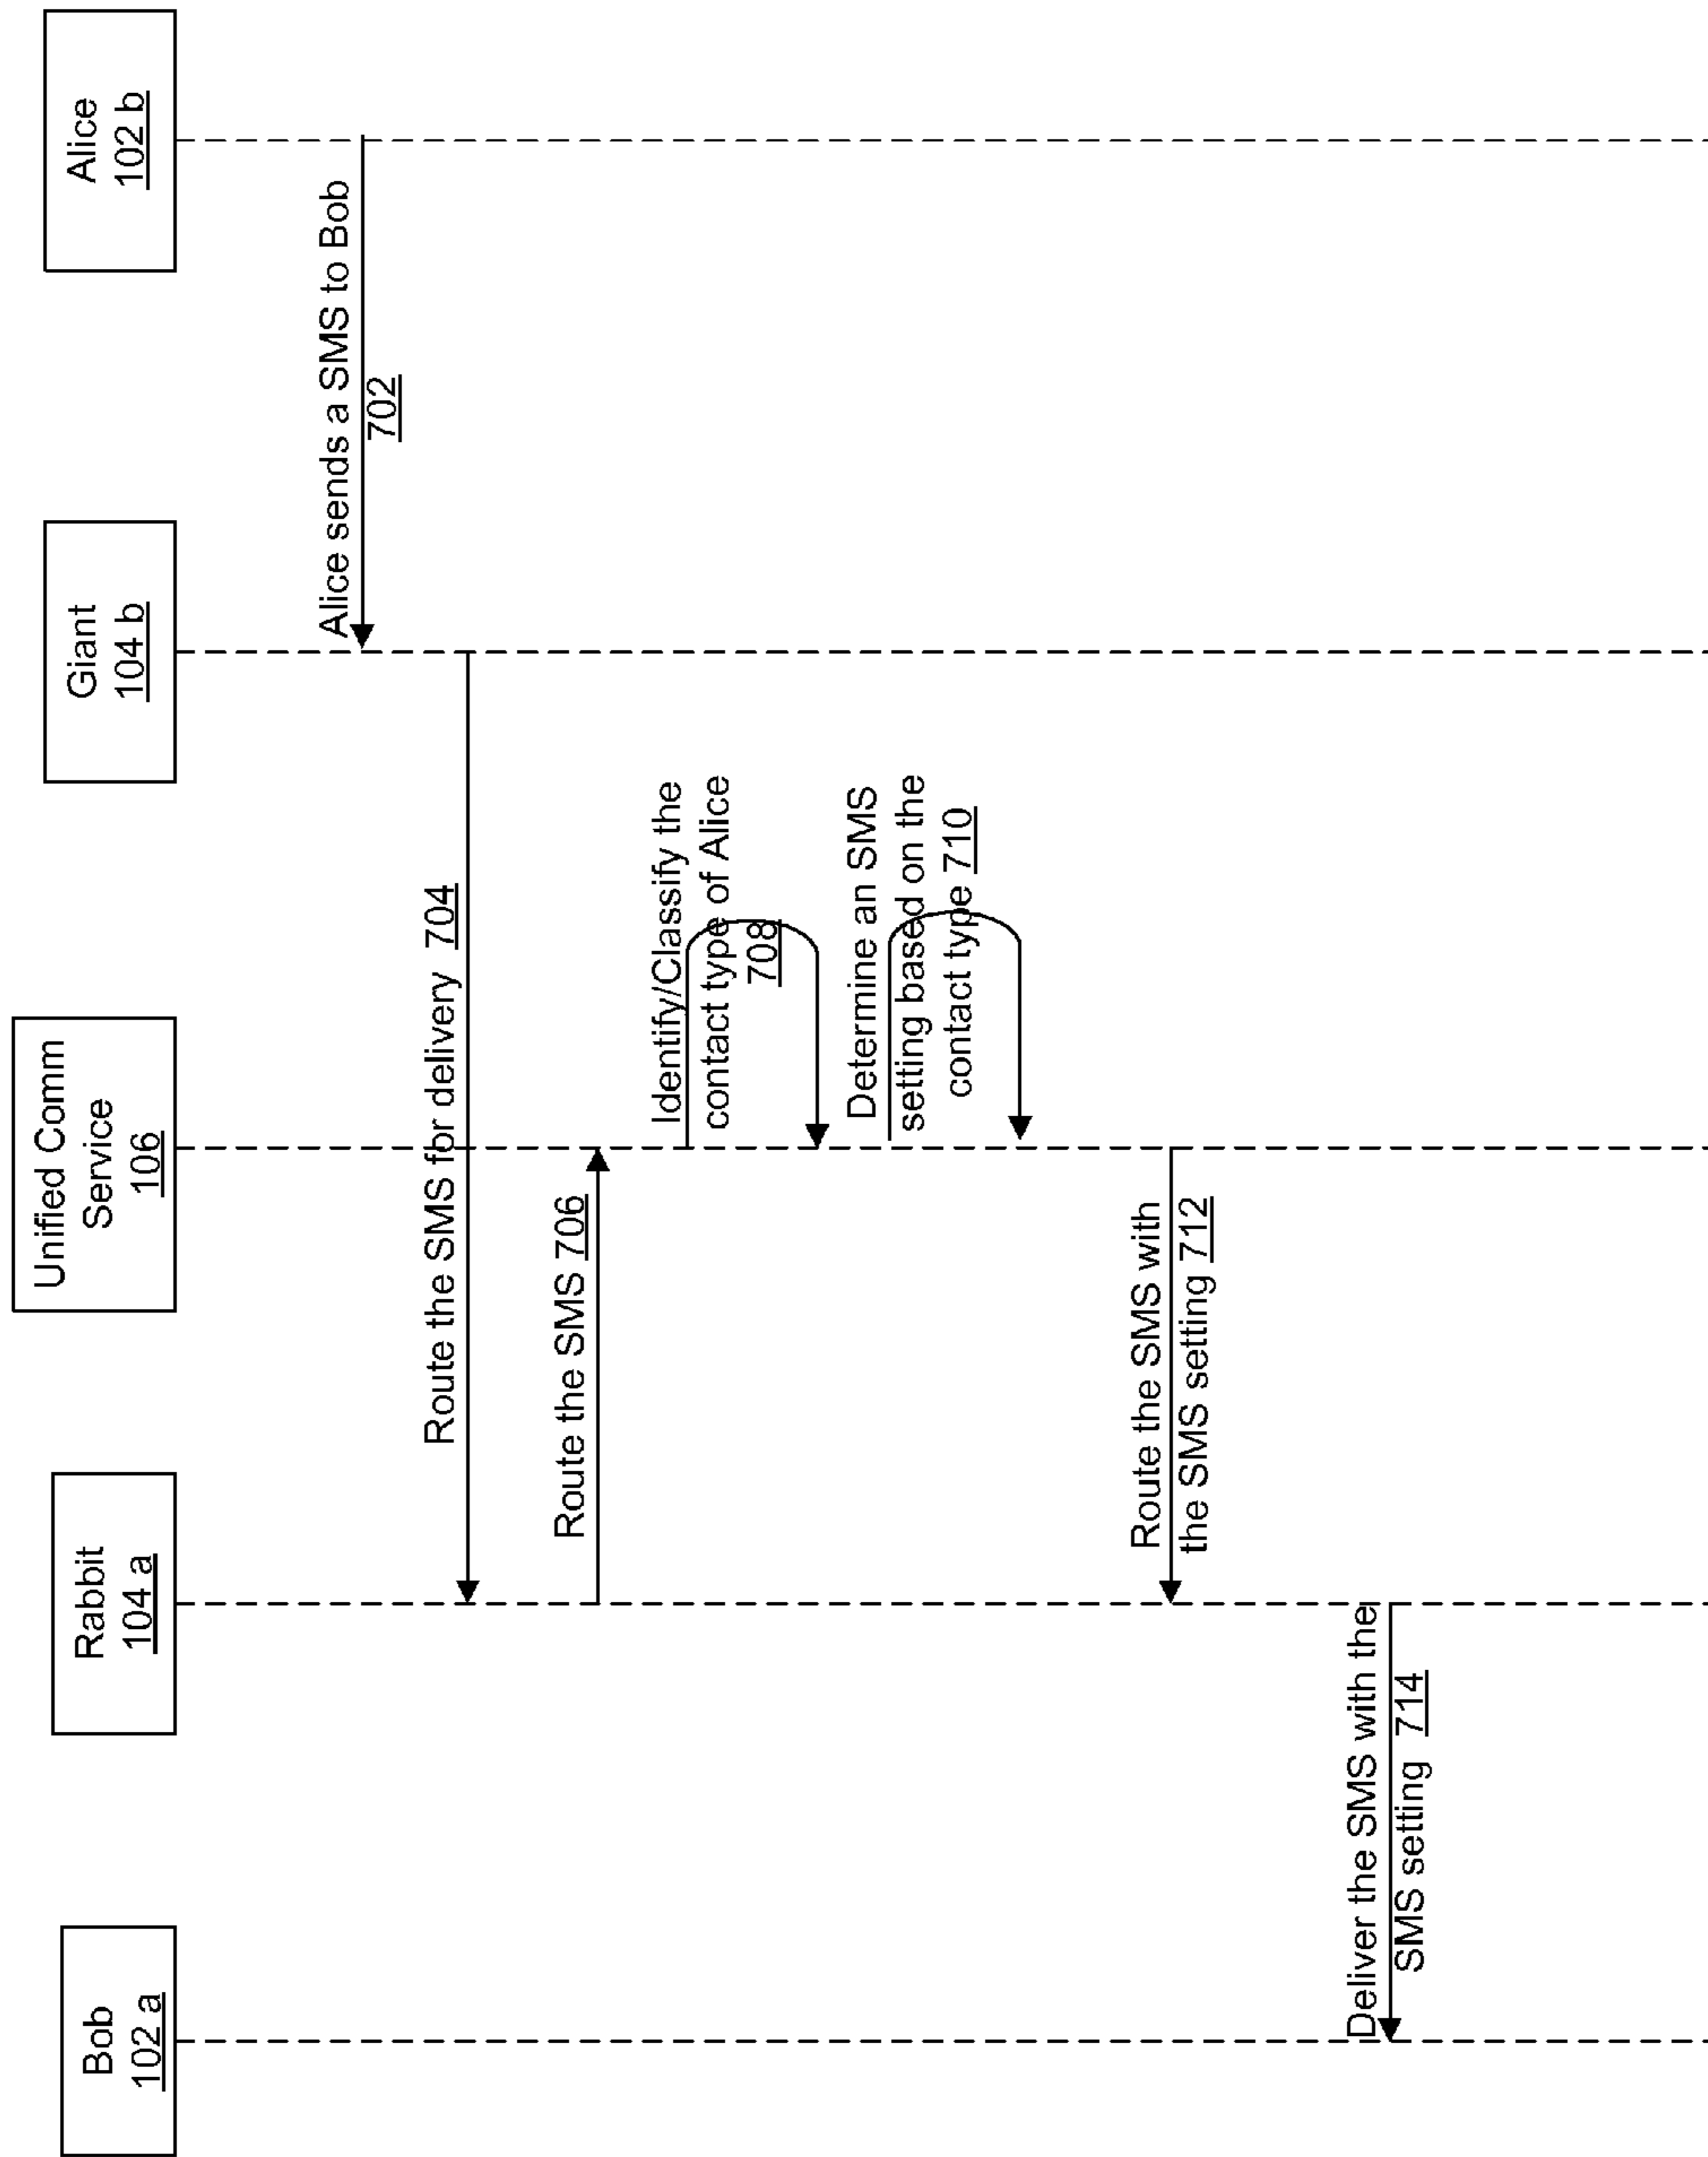 Bob
102 a
Rabbit
104 a
Unified Comm
Service
106
Giant
104 b
Alice
102 b
Alice sends a SMS to Bob
702
Route the SMS for delivery 704
Route the SMS 706
Identify/Classify the
contact type of Alice
708
Determine an SMS
setting based on the
contact type 710
Route the SMS with
the SMS setting 712
Deliver the SMS with the
SMS setting 714